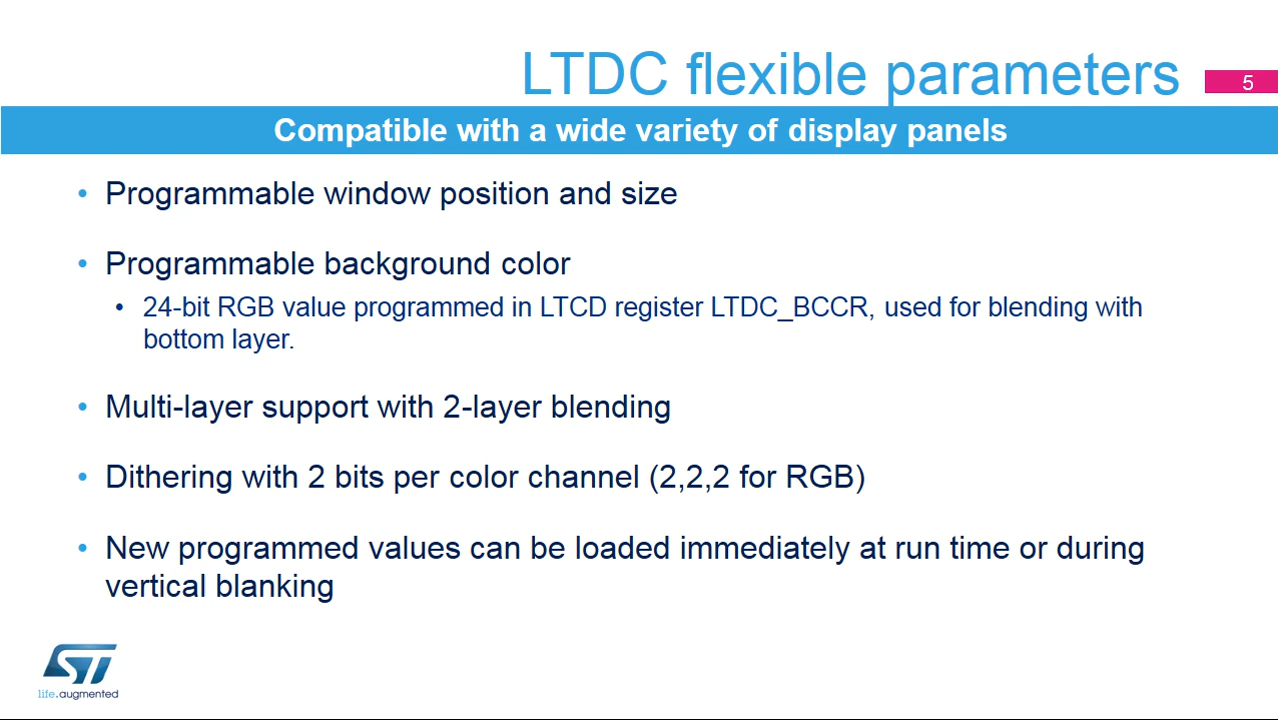 LTDC flexible parameters
5
Compatible with a wide variety of display panels
• Programmable window position and size
• Programmable background color
• 24-bit RGB value programmed in LTCD register LTDC_BCCR, used for blending with
bottom layer.
• Multi-layer support with 2-layer blending
• Dithering with 2 bits per color channel (2,2,2 for RGB)
• New programmed values can be loaded immediately at run time or during
vertical blanking
ST
life.augmented